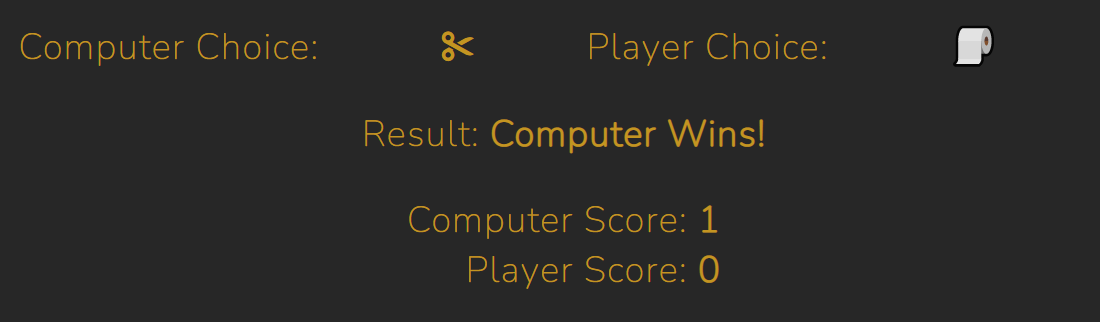 Computer Choice: Player Choice:
Result: Computer Wins!
Computer Score: 1
Player Score: 0